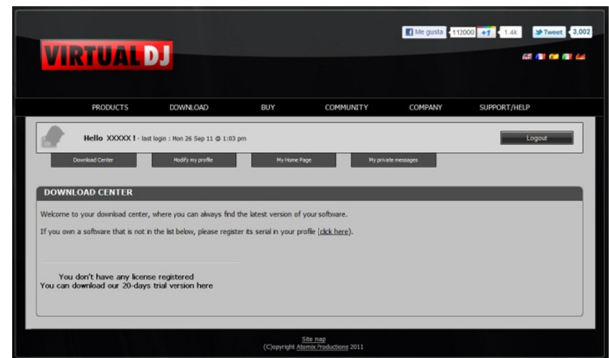 Me gusta 112000 +1 1.4k Tweet 3,002
VIRTUAL DJ
PRODUCTS DOWNLOAD BUY COMMUNITY COMPANY SUPPORT/HELP
Hello XXXXX ! - last login : Mon 26 Sep 11 @ 1:03 pm
Logout
Download Center Modify my profile My Home Page My private messages
DOWNLOAD CENTER
Welcome to your download center, where you can always find the latest version of your software.
If you own a software that is not in the list below, please register its serial in your profile (click here).
You don't have any license registered
You can download our 20-days trial version here
Site map
(C)opyright Atomix Productions 2011